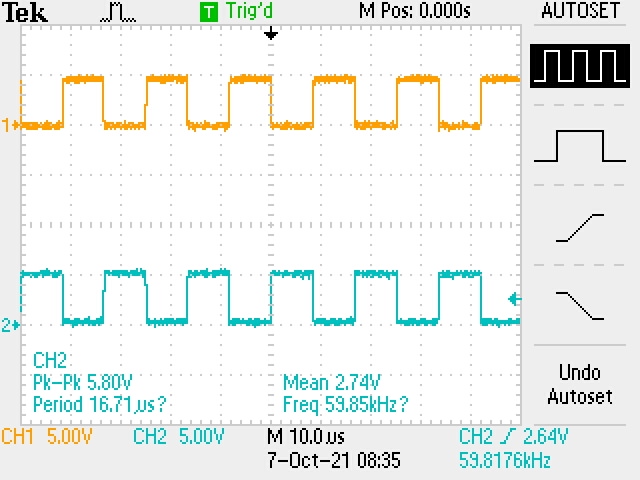 Tek T Trig'd M Pos: 0.000s AUTOSET
1
2
CH2
Pk-Pk 5.80V Mean 2.74V
Period 16.71µs? Freq 59.85kHz?
Undo
Autoset
CH1 5.00V CH2 5.00V M 10.0µs CH2 2.64V
7-Oct-21 08:35 59.8176kHz